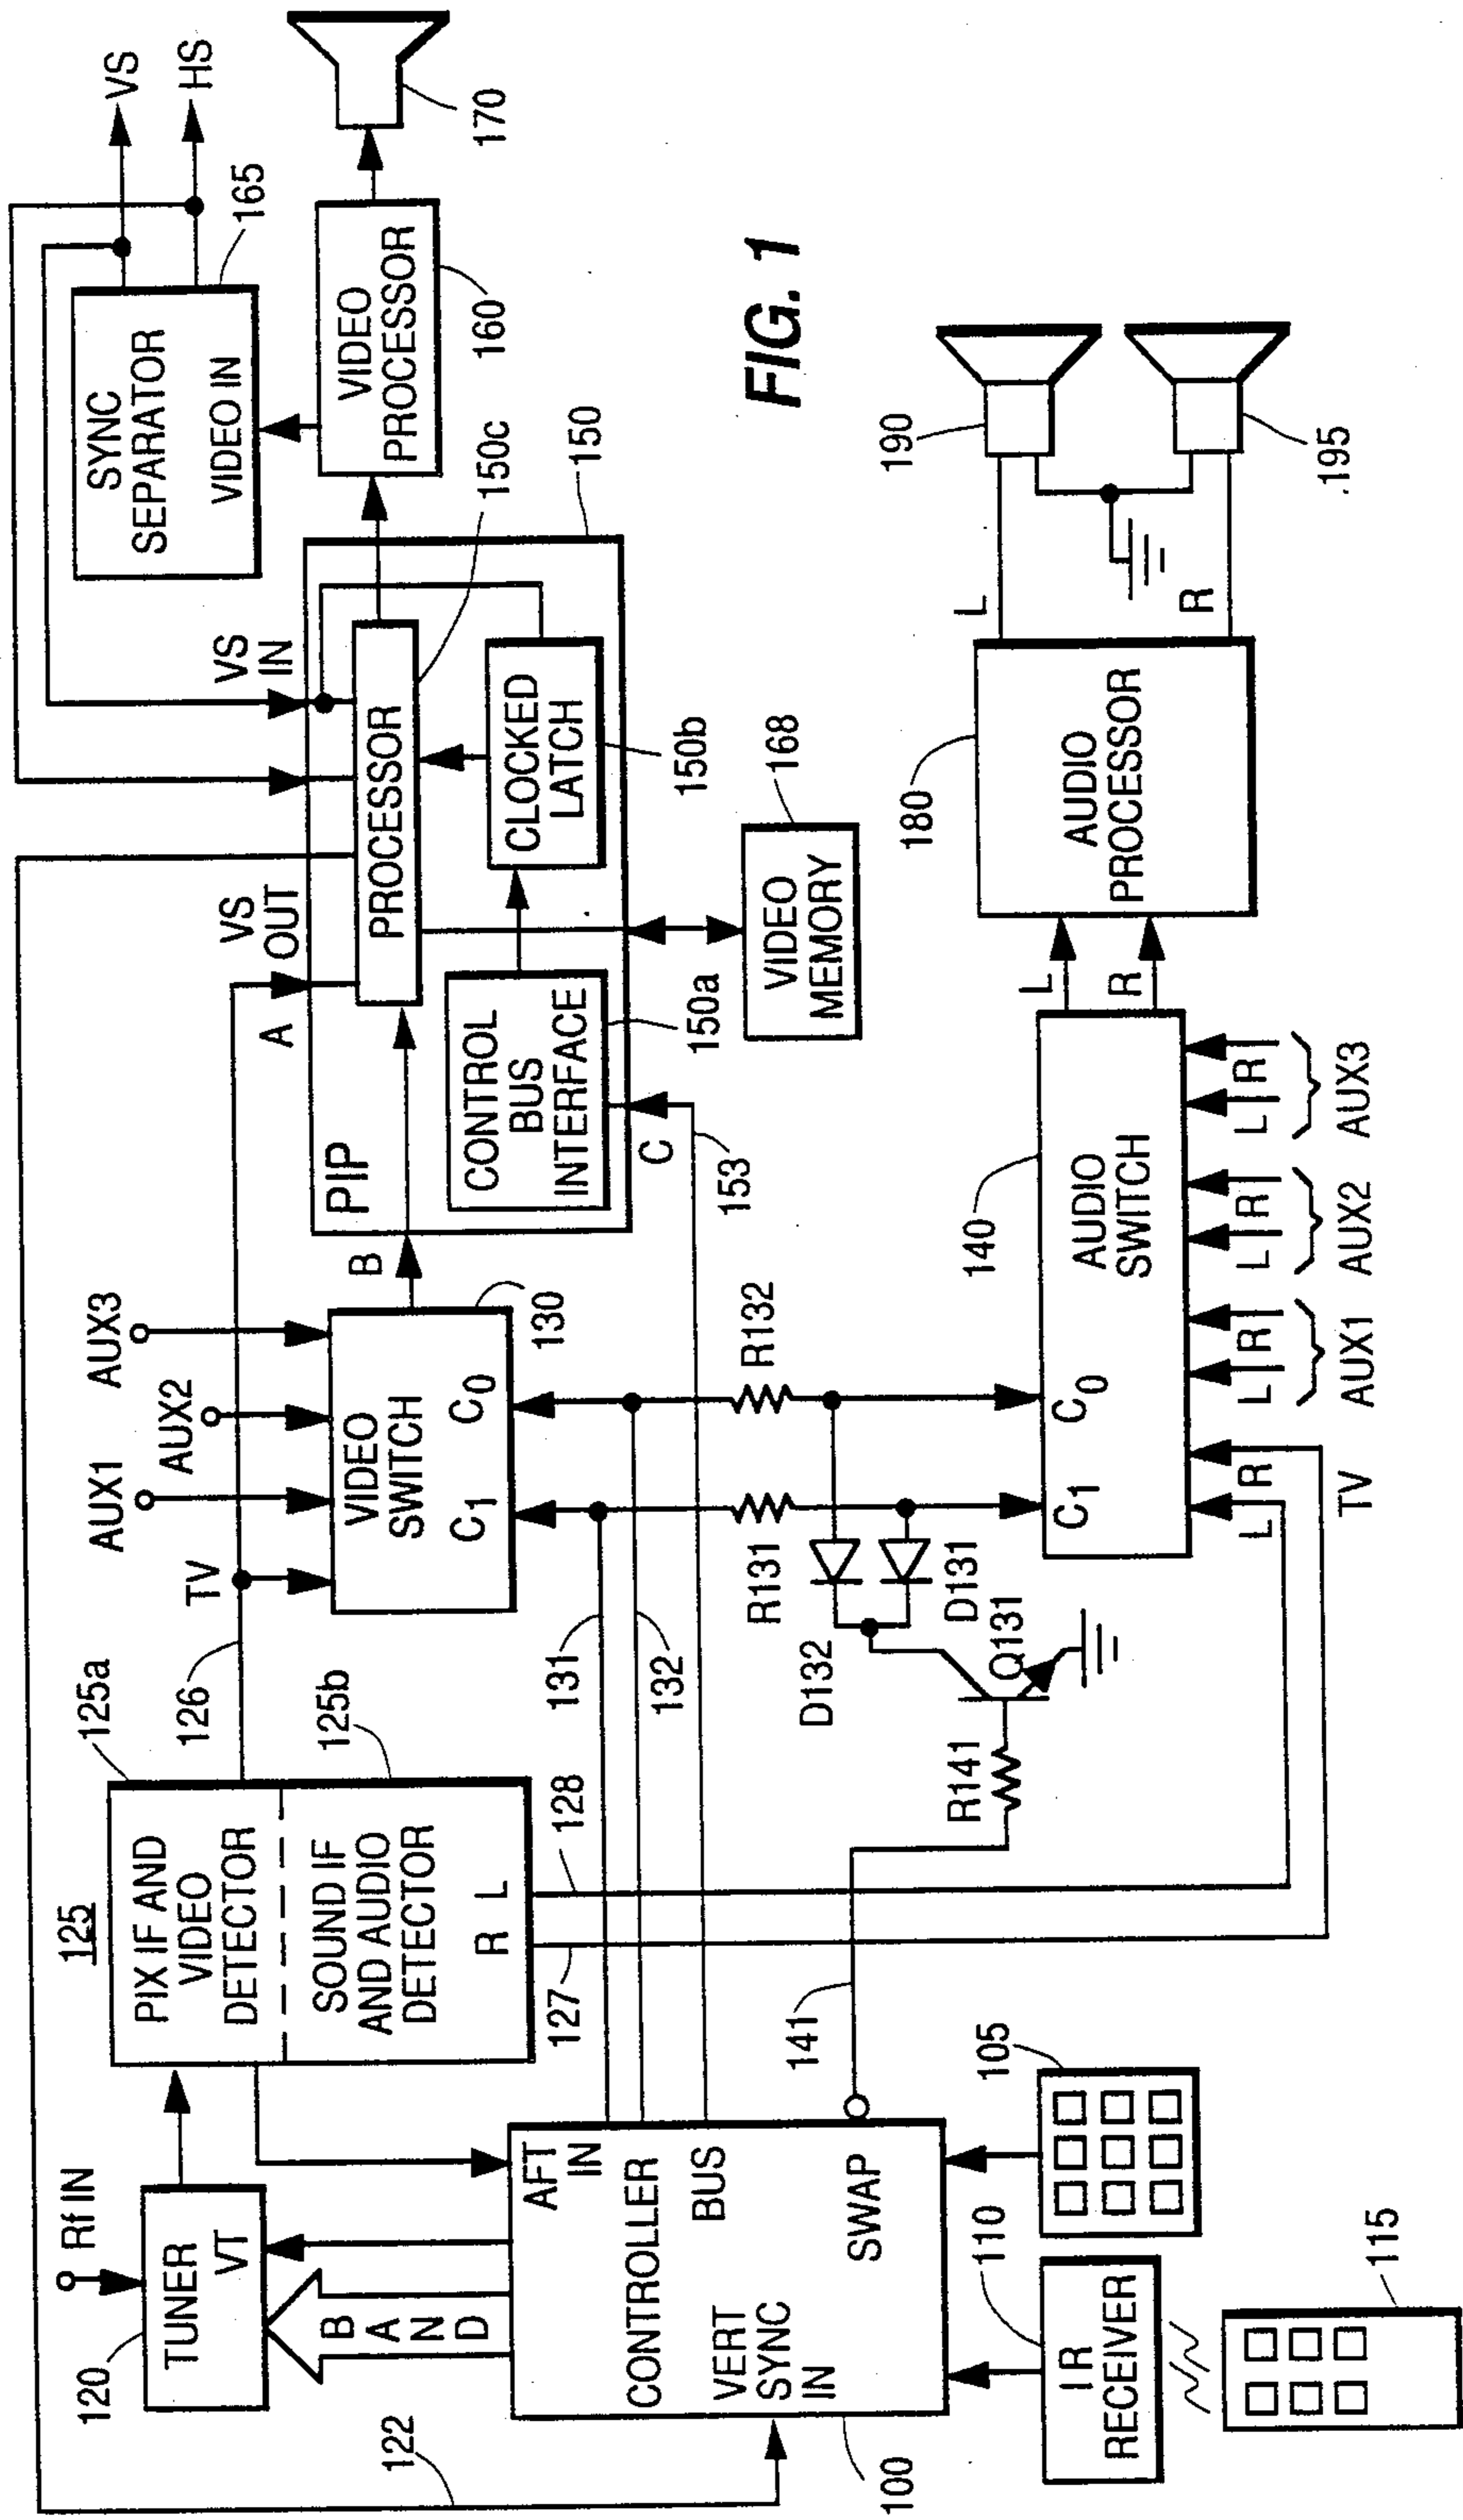 FIG. 1
Rf IN
120
TUNER
VT
BAND
122
125
125a
PIX IF AND
VIDEO
DETECTOR
125b
SOUND IF
AND AUDIO
DETECTOR
R L
126
127
128
AFT
IN
CONTROLLER
BUS
VERT
SYNC
IN
SWAP
100
105
110
IR
RECEIVER
115
141
131
132
TV
AUX1
AUX2
AUX3
VIDEO
SWITCH
C1 C0
130
R131
R132
D132
D131
Q131
R141
A
B
C
153
VS
OUT
VS
IN
PIP
PROCESSOR
CONTROL
BUS
INTERFACE
150a
CLOCKED
LATCH
150b
150c
150
VIDEO
MEMORY
168
SYNC
SEPARATOR
VIDEO IN
165
VS
HS
VIDEO
PROCESSOR
160
170
140
C1 C0
AUDIO
SWITCH
L R
TV
L R
AUX1
L R
AUX2
L R
AUX3
L
R
180
AUDIO
PROCESSOR
L
R
190
195